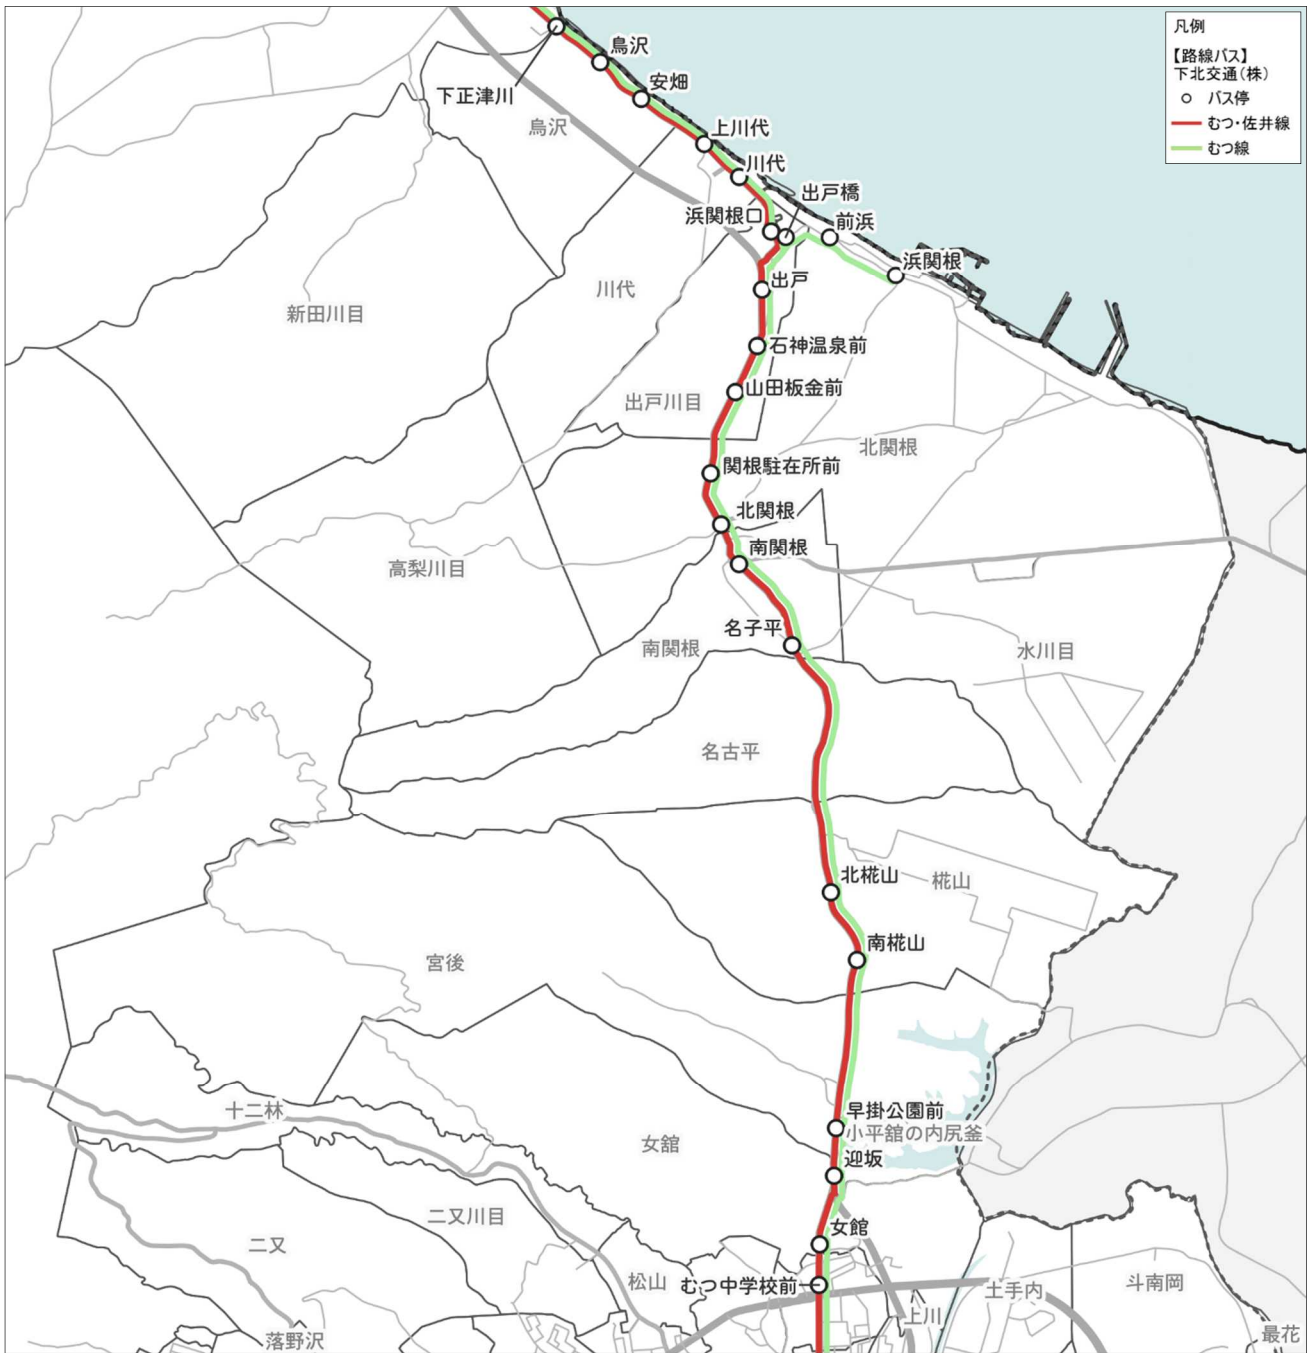 凡例
【路線バス】
下北交通（株）
バス停
むつ・佐井線
むつ線
下正津川
鳥沢
安畑
鳥沢
上川代
川代
出戸橋
浜関根口
前浜
浜関根
川代
出戸
新田川目
石神温泉前
山田板金前
出戸川目
北関根
関根駐在所前
北関根
南関根
高梨川目
名子平
南関根
水川目
名古平
北椛山
椛山
南椛山
宮後
早掛公園前
十二林
小平舘の内尻釜
女舘
迎坂
二又川目
女館
二又
松山
むつ中学校前
土手内
斗南岡
上川
最花
落野沢